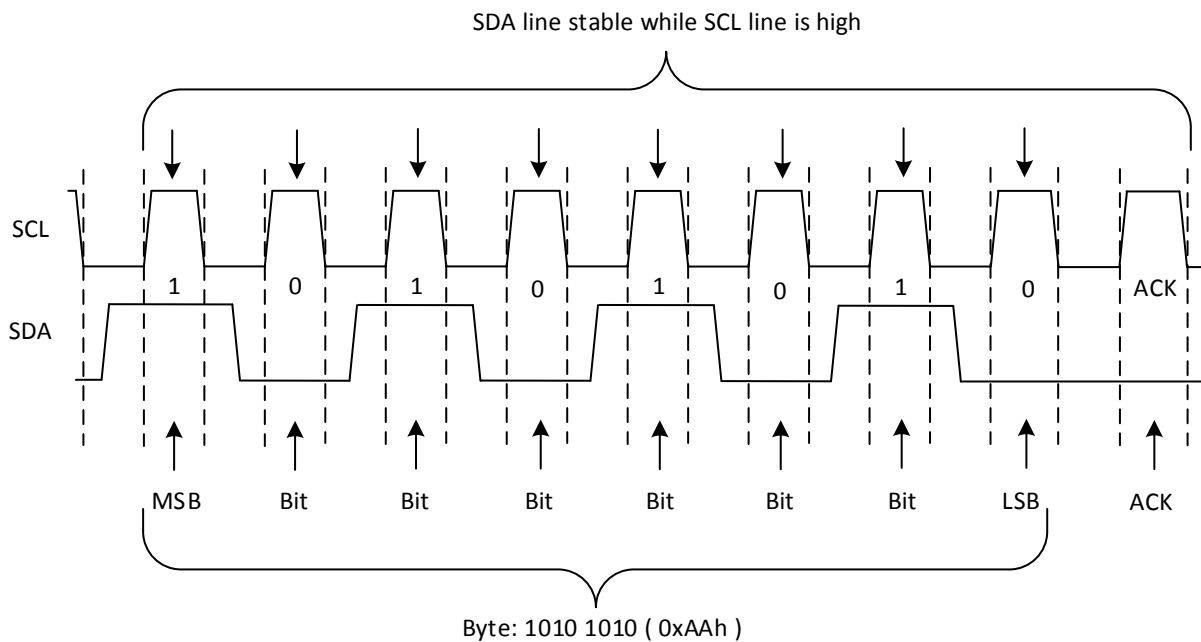 SDA line stable while SCL line is high
SCL
1 0 1 0 1 0 1 0 ACK
SDA
MSB Bit Bit Bit Bit Bit Bit LSB ACK
Byte: 1010 1010 ( 0xAAh )